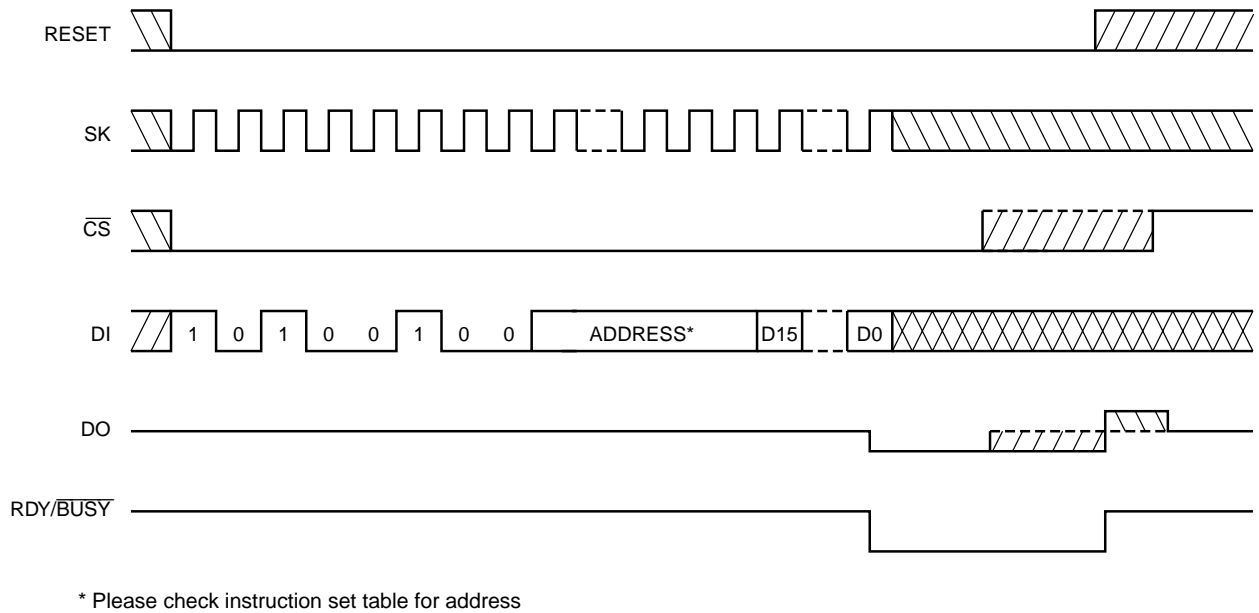 RESET
SK
CS
DI 1 0 1 0 0 1 0 0 ADDRESS* D15 D0
DO
RDY/BUSY
* Please check instruction set table for address